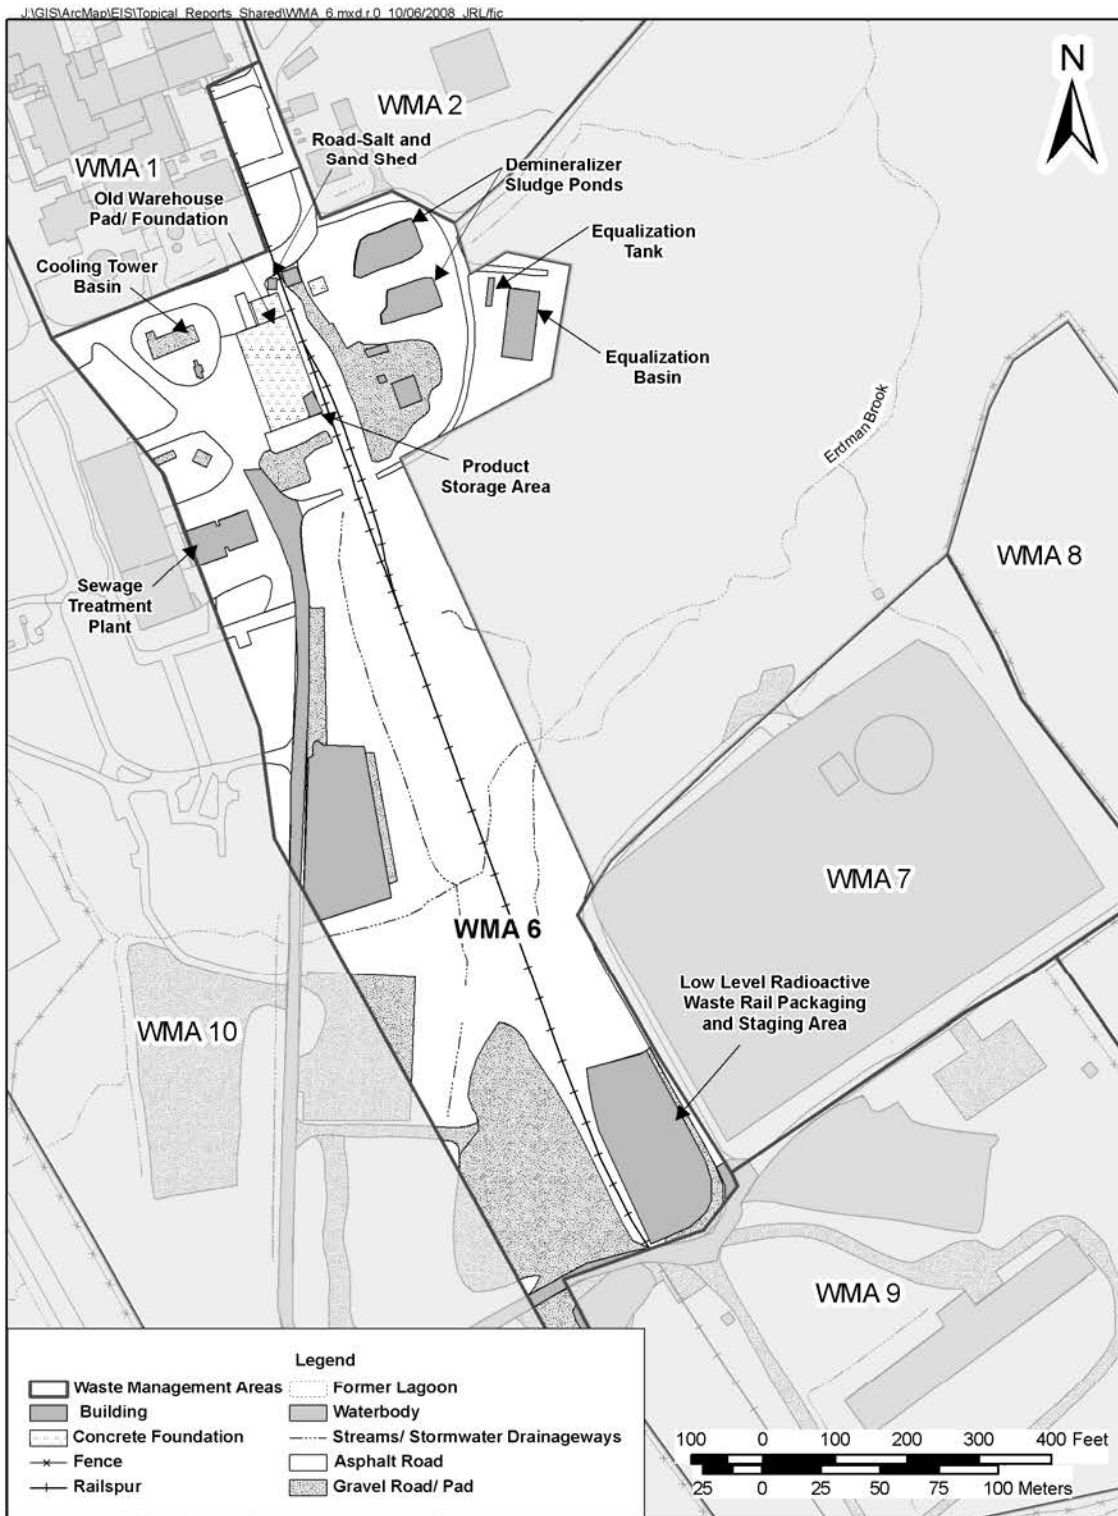 J:\GIS\ArcMap\EIS\Topical_Reports_Shared\WMA_6.mxd.r.0 10/06/2008 JRL/fic
N
WMA 2
Road-Salt and
Sand Shed
WMA 1
Demineralizer
Sludge Ponds
Old Warehouse
Pad/ Foundation
Equalization
Tank
Cooling Tower
Basin
Equalization
Basin
Erdman Brook
Product
Storage Area
WMA 8
Sewage
Treatment
Plant
WMA 7
WMA 6
Low Level Radioactive
Waste Rail Packaging
and Staging Area
WMA 10
WMA 9
Legend
Waste Management Areas
Building
Concrete Foundation
Fence
Railspur
Former Lagoon
Waterbody
Streams/ Stormwater Drainageways
Asphalt Road
Gravel Road/ Pad
100 0 100 200 300 400 Feet
25 0 25 50 75 100 Meters